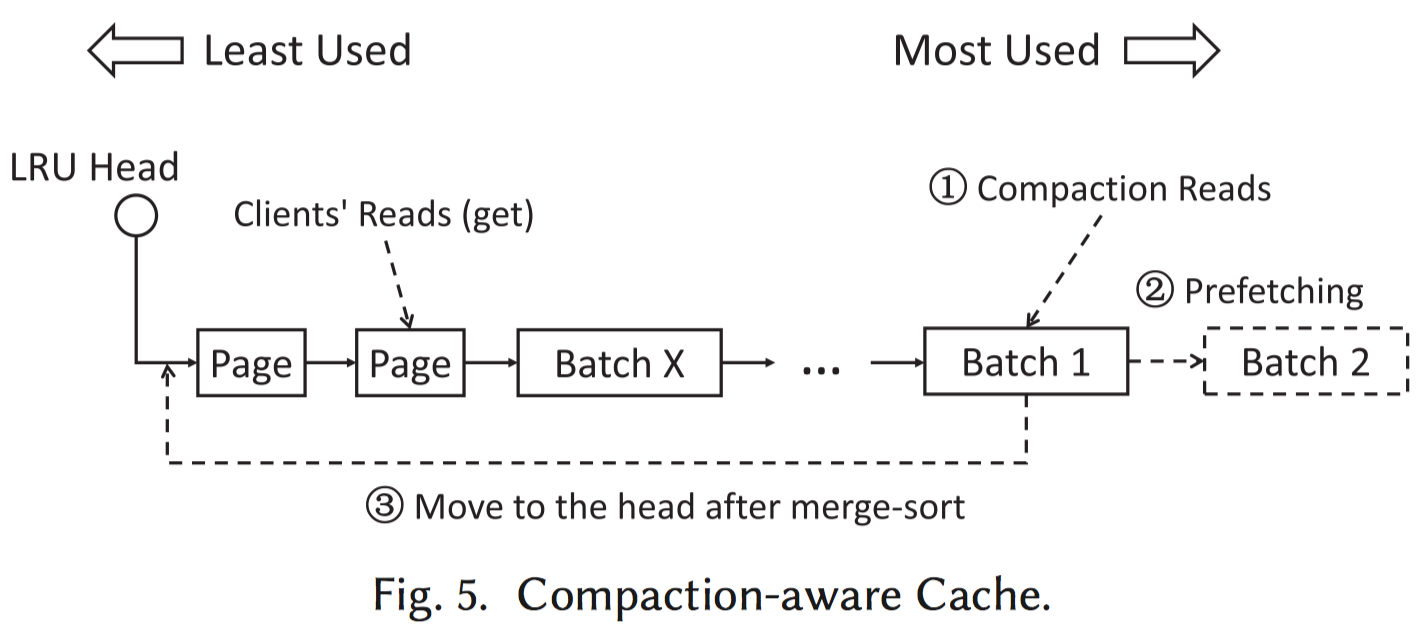 Least Used
Most Used
LRU Head
Clients' Reads (get)
① Compaction Reads
② Prefetching
Page
Page
Batch X
...
Batch 1
Batch 2
③ Move to the head after merge-sort
Fig. 5. Compaction-aware Cache.